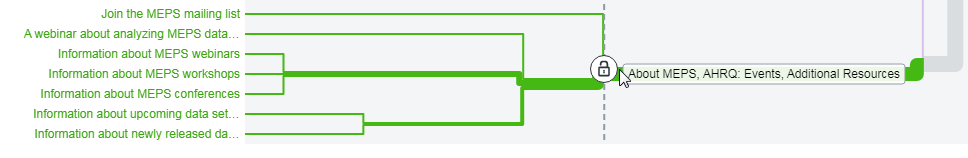 Join the MEPS mailing list
A webinar about analyzing MEPS data...
Information about MEPS webinars
Information about MEPS workshops
About MEPS, AHRQ: Events, Additional Resources
Information about MEPS conferences
Information about upcoming data set...
Information about newly released da...